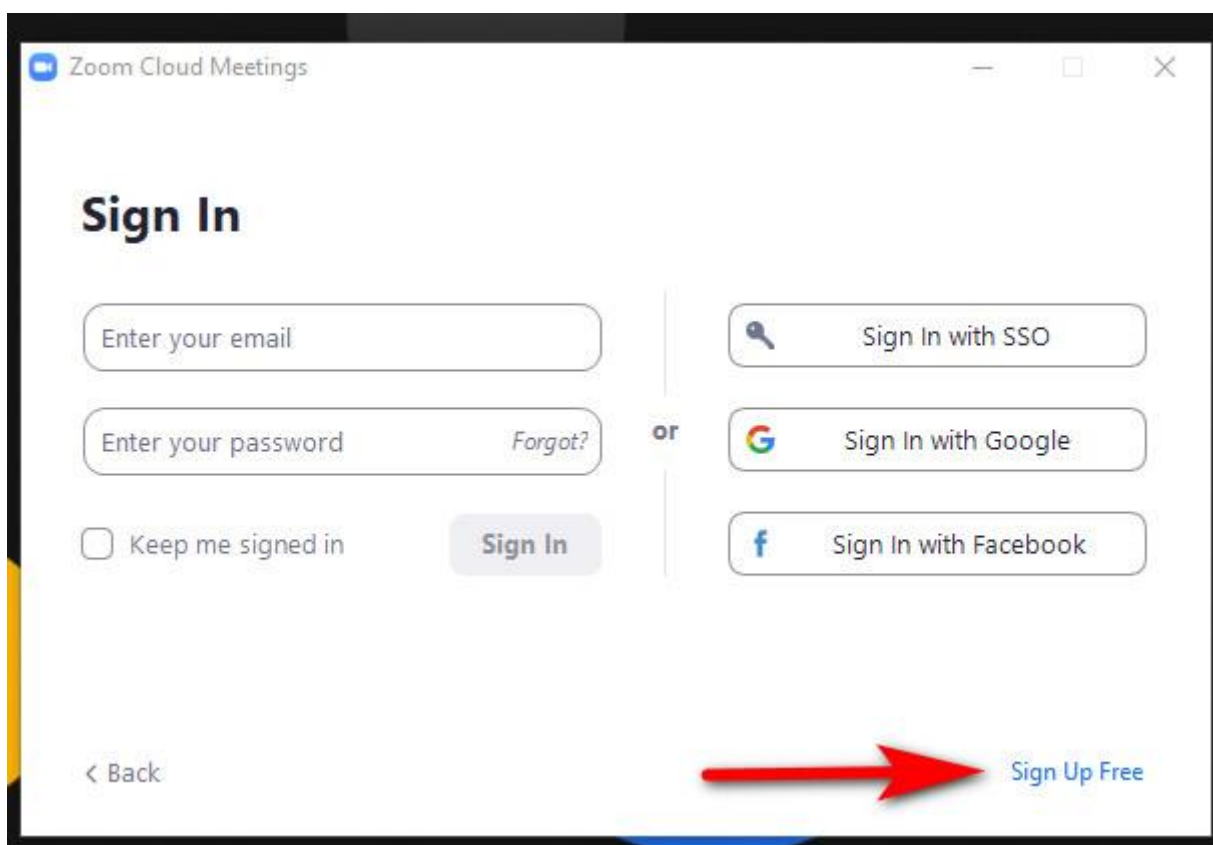 Zoom Cloud Meetings
Sign In
Enter your email
Enter your password Forgot?
Keep me signed in Sign In
or
Sign In with SSO
Sign In with Google
Sign In with Facebook
< Back
Sign Up Free